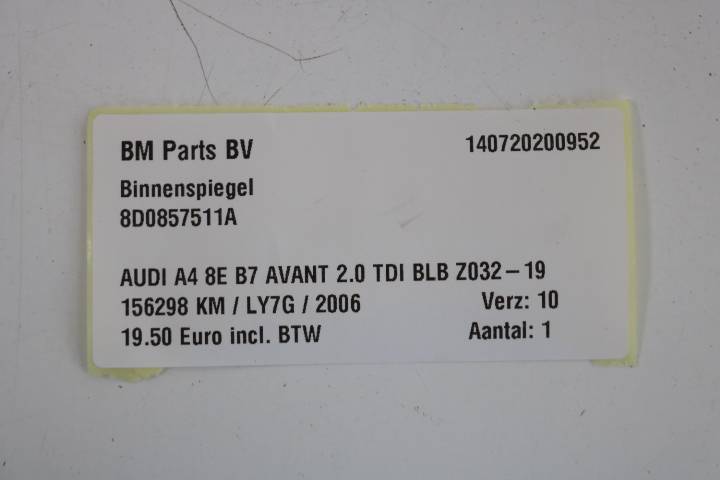 BM Parts BV 140720200952
Binnenspiegel
8D0857511A
AUDI A4 8E B7 AVANT 2.0 TDI BLB Z032-19
156298 KM / LY7G / 2006 Verz: 10
19.50 Euro incl. BTW Aantal: 1